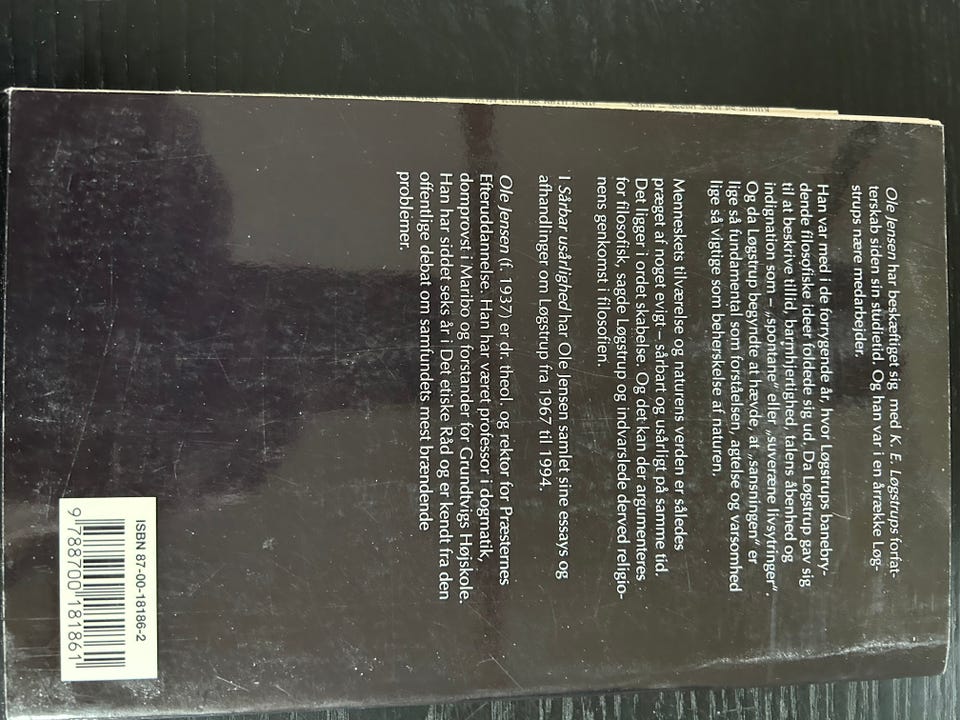 Ole Jensen har beskæftiget sig med K. E. Løgstrups forfat-
terskab siden sin studietid Og han var i en årrække Løg-
strups nære medarbejder.
Han var med i de forrygende år, hvor Løgstrups banebry-
dende filosofiske ideer foldede sig ud. Da Løgstrup gav sig
til at beskrive tillid, barmhjertighed, talens åbenhed og
indignation som – „spontane“ eller „suveræne livsytringer“.
Og da Løgstrup begyndte at hævde, at „sansningen“ er
lige så fundamental som forståelsen, agtelse og varsomhed
lige så vigtige som beherskelse af naturen.
Menneskets tilværelse og naturens verden er således
præget af noget evigt – sårbart og usårligt på samme tid.
Det ligger i ordet skabelse. Og det kan der argumenteres
for filosofisk, sagde Løgstrup og indvarslede derved religio-
nens genkomst i filosofien.
I Sårbar usårlighed har Ole Jensen samlet sine essays og
afhandlinger om Løgstrup fra 1967 til 1994.
Ole Jensen (f. 1937) er dr. theol. og rektor for Præsternes
Efteruddannelse. Han har været professor i dogmatik,
domprovst i Maribo og forstander for Grundtvigs Højskole.
Han har siddet seks år i Det etiske Råd og er kendt fra den
offentlige debat om samfundets mest brændende
problemer.
ISBN 87-00-18186-2
9788700181861